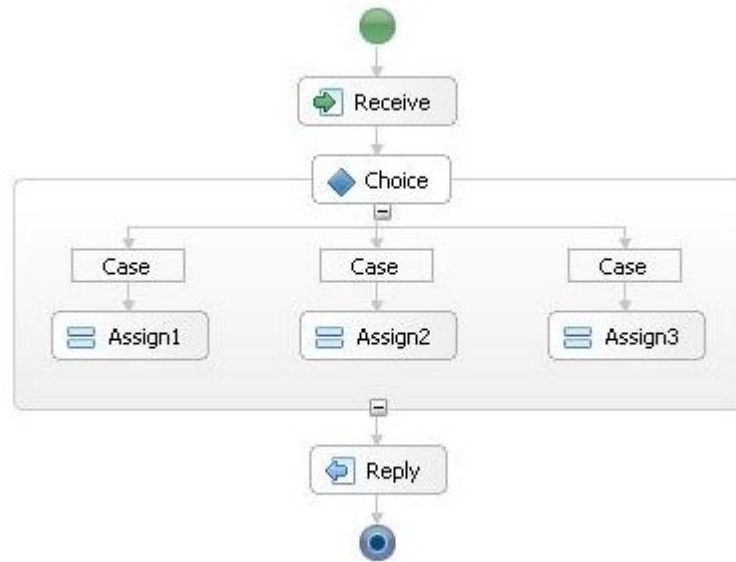 Receive
Choice
Case Case Case
Assign1 Assign2 Assign3
Reply